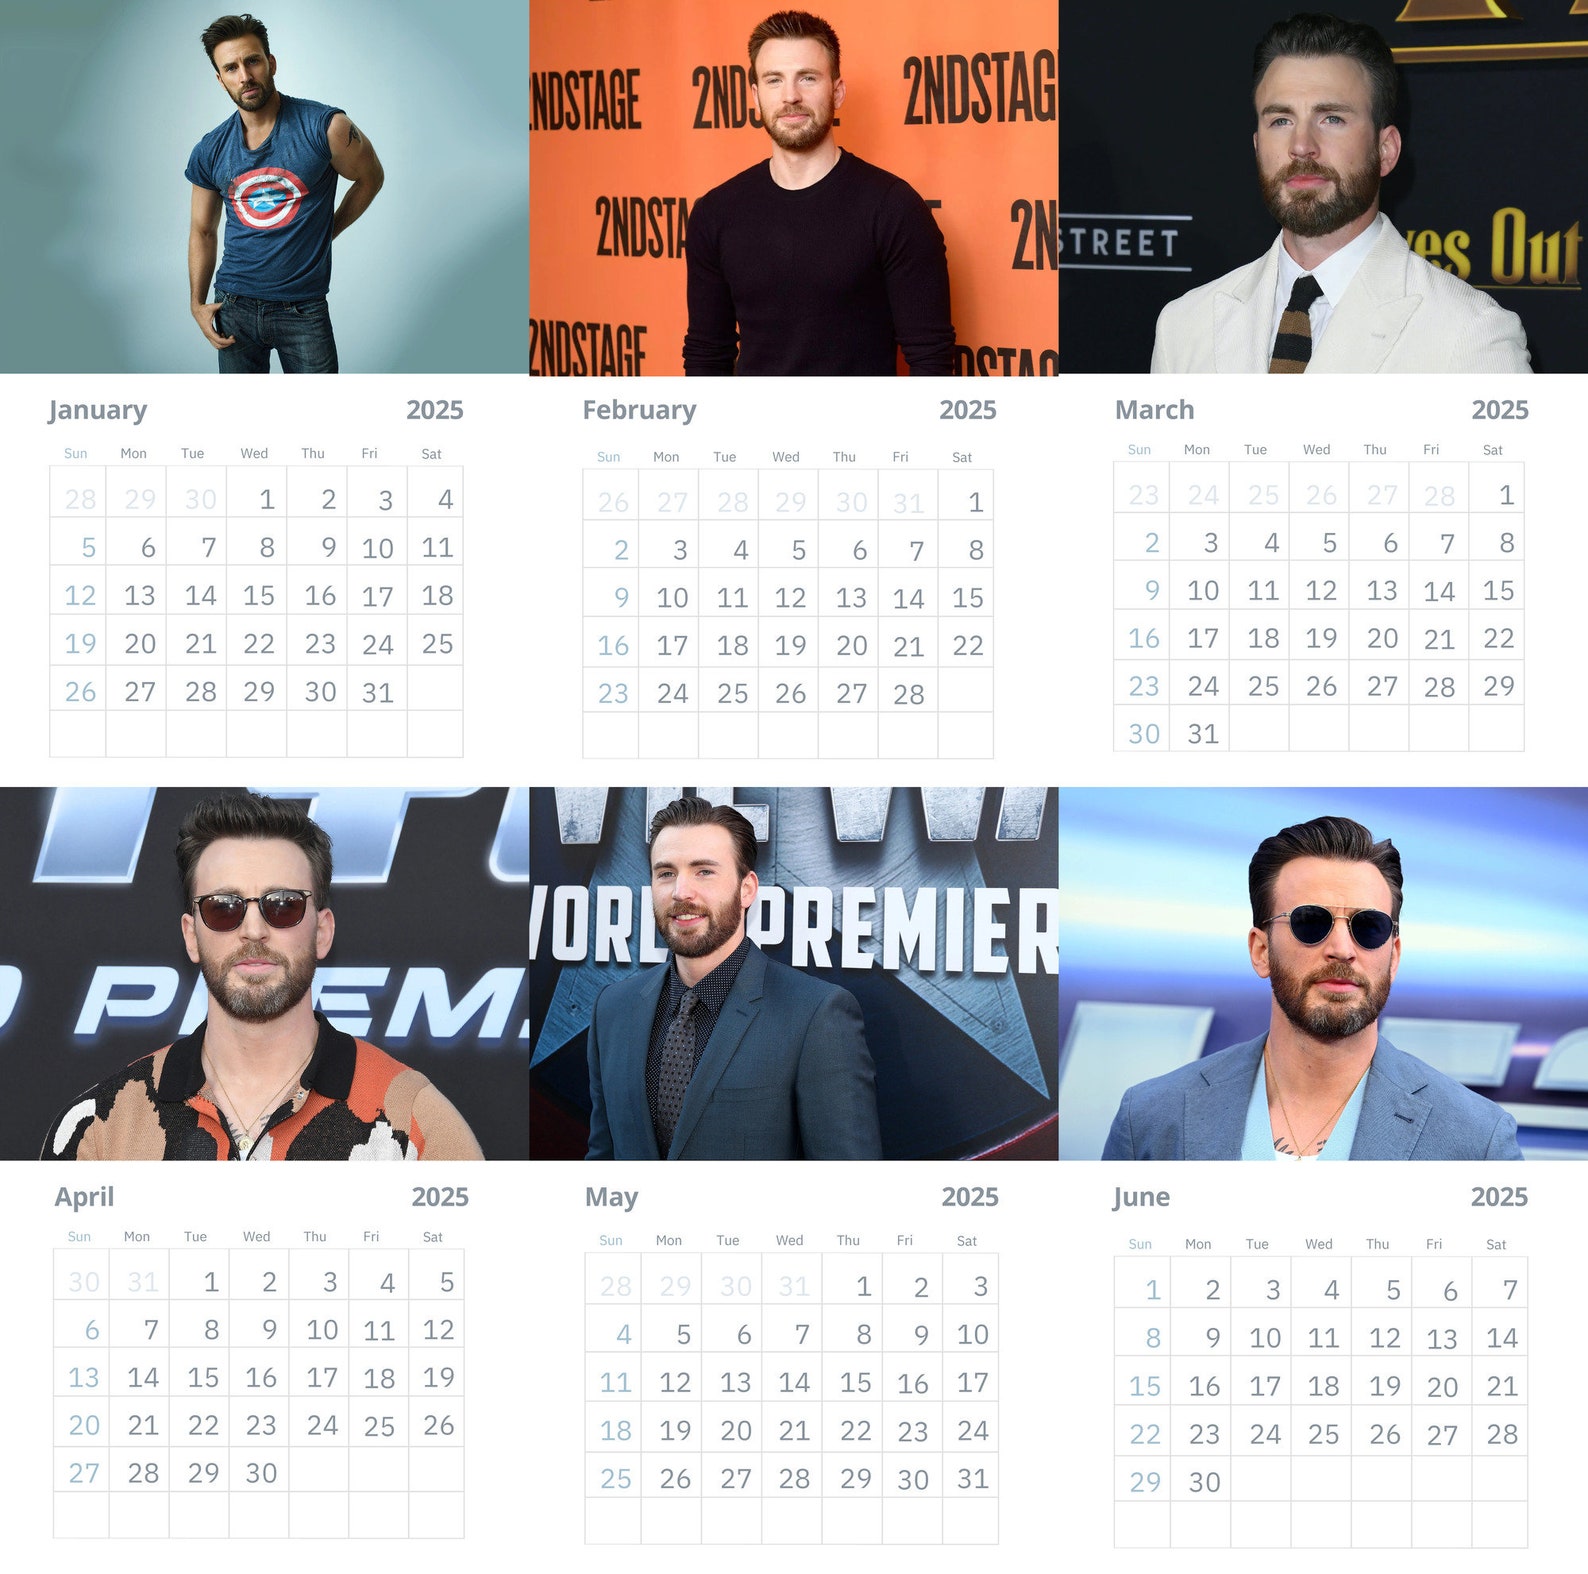 2NDSTAGE
2NDSTAG
2NDSTA
2N
2NDSTAGE
STREET
ves Out
January 2025
Sun Mon Tue Wed Thu Fri Sat
28 29 30 1 2 3 4
5 6 7 8 9 10 11
12 13 14 15 16 17 18
19 20 21 22 23 24 25
26 27 28 29 30 31
February 2025
Sun Mon Tue Wed Thu Fri Sat
26 27 28 29 30 31 1
2 3 4 5 6 7 8
9 10 11 12 13 14 15
16 17 18 19 20 21 22
23 24 25 26 27 28
March 2025
Sun Mon Tue Wed Thu Fri Sat
23 24 25 26 27 28 1
2 3 4 5 6 7 8
9 10 11 12 13 14 15
16 17 18 19 20 21 22
23 24 25 26 27 28 29
30 31
WORL PREMIER
April 2025
Sun Mon Tue Wed Thu Fri Sat
30 31 1 2 3 4 5
6 7 8 9 10 11 12
13 14 15 16 17 18 19
20 21 22 23 24 25 26
27 28 29 30
May 2025
Sun Mon Tue Wed Thu Fri Sat
28 29 30 31 1 2 3
4 5 6 7 8 9 10
11 12 13 14 15 16 17
18 19 20 21 22 23 24
25 26 27 28 29 30 31
June 2025
Sun Mon Tue Wed Thu Fri Sat
1 2 3 4 5 6 7
8 9 10 11 12 13 14
15 16 17 18 19 20 21
22 23 24 25 26 27 28
29 30